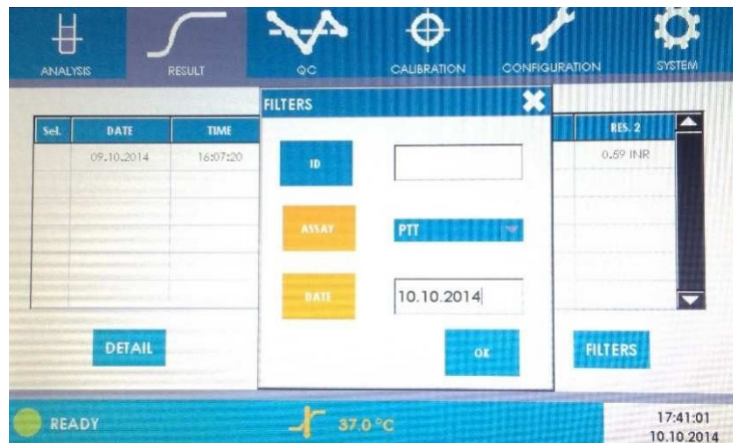 ANALYSIS RESULT QC CALIBRATION CONFIGURATION SYSTEM
FILTERS
Sel. DATE TIME RES. 2
09.10.2014 16:07:20 0.59 INR
ID
ASSAY PTT
DATE 10.10.2014
OK
DETAIL FILTERS
READY 37.0 °C 17:41:01
10.10.2014